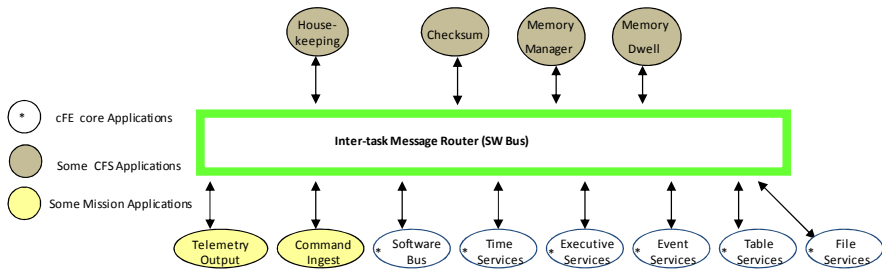 House-
keeping
Checksum
Memory
Manager
Memory
Dwell
* cFE core Applications
Some CFS Applications
Some Mission Applications
Inter-task Message Router (SW Bus)
Telemetry
Output
Command
Ingest
* Software
Bus
* Time
Services
* Executive
Services
* Event
Services
* Table
Services
* File
Services